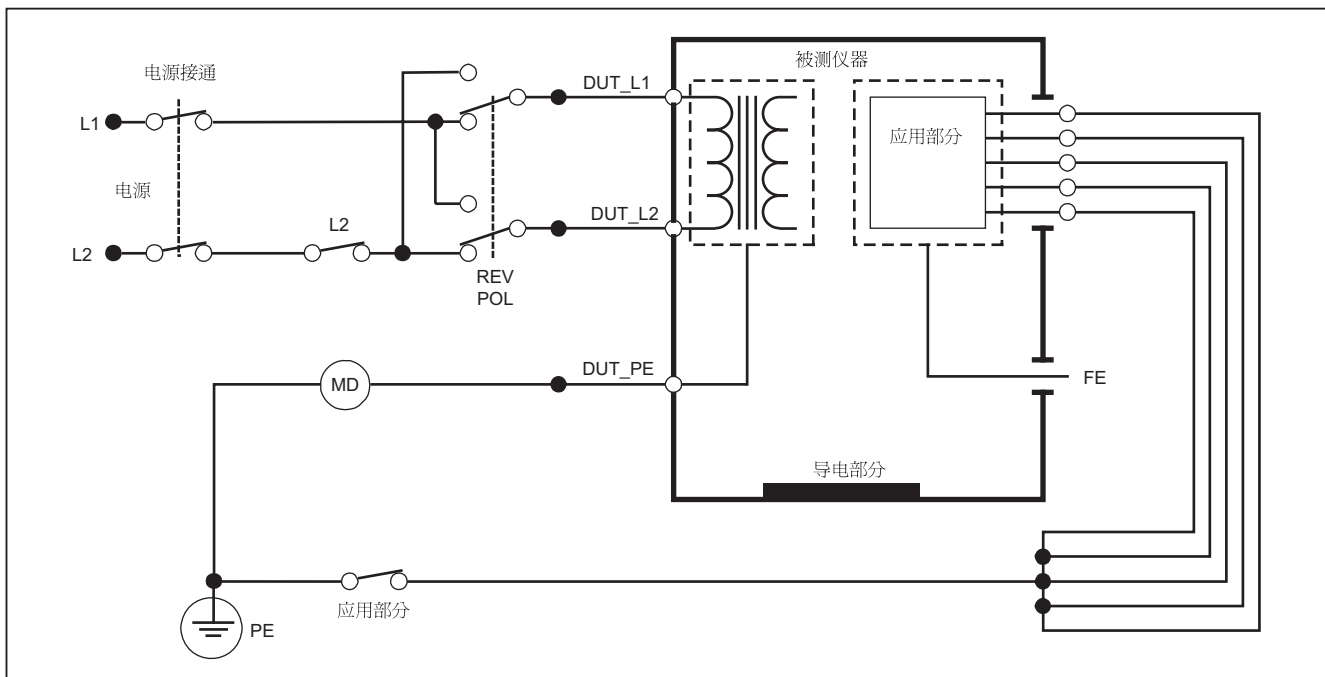 电源接通
被测仪器
DUT_L1
L1
应用部分
电源
L2
DUT_L2
L2
REV
POL
DUT_PE
MD
FE
导电部分
应用部分
PE